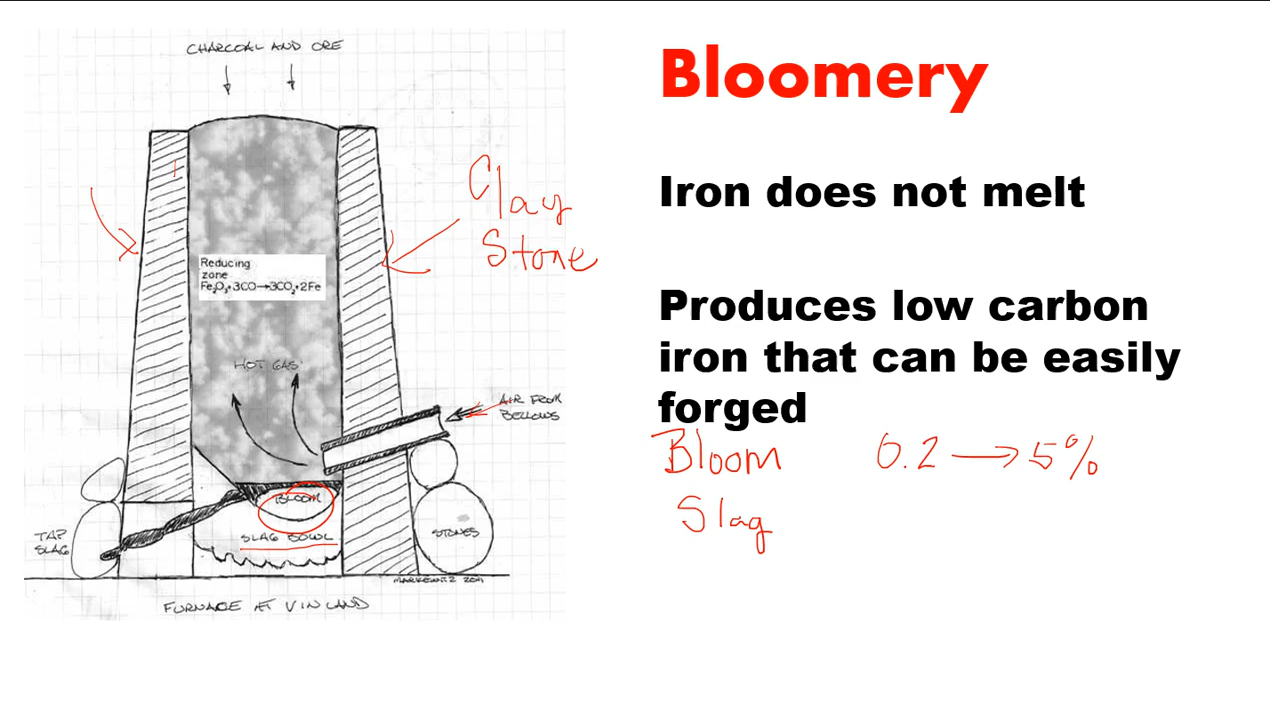 CHARCOAL AND ORE
Bloomery
Clay
Stone
Iron does not melt
Reducing
zone
Fe₂O₃+3CO→3CO₂+2Fe
Produces low carbon
iron that can be easily
forged
HOT GAS
AIR FROM
BELLOWS
Bloom 0.2 → 5%
Slag
BLOOM
SLAG BOWL
TAP
SLAG
STONES
MARKEWITZ 2011
FURNACE AT VINLAND